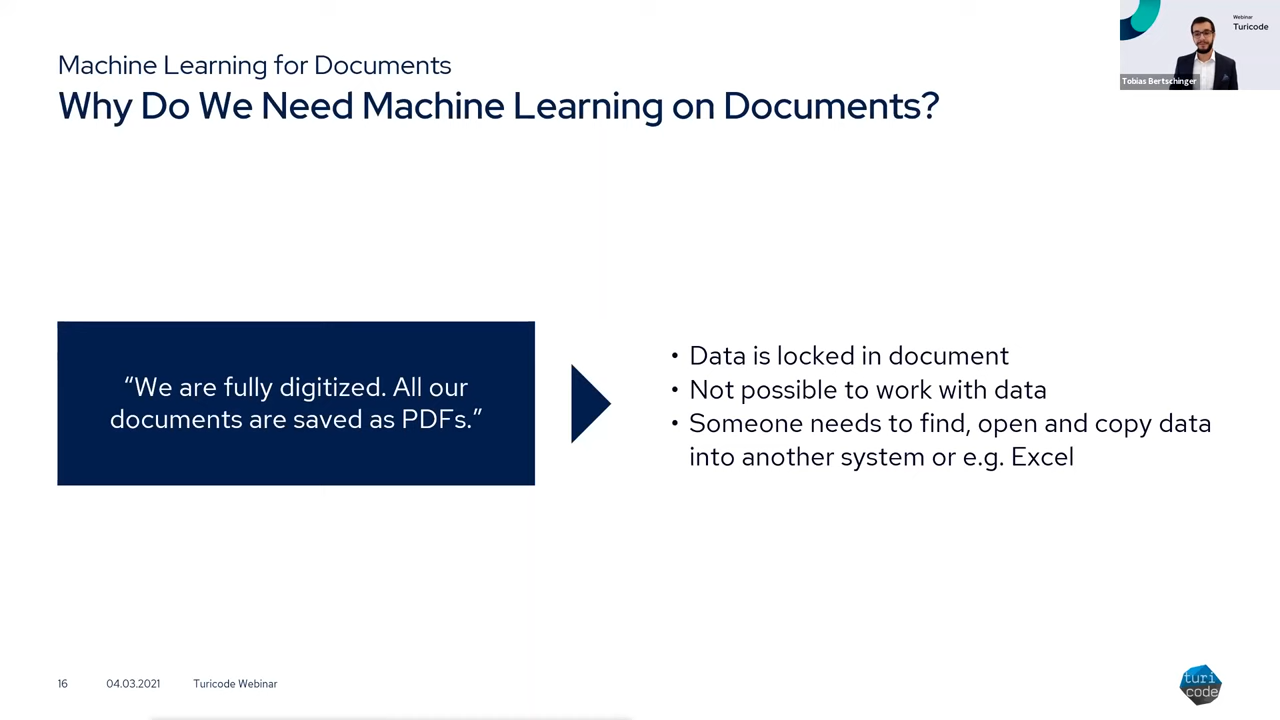 Machine Learning for Documents
Why Do We Need Machine Learning on Documents?
Webinar
Turicode
Tobias Bertschinger
“We are fully digitized. All our
documents are saved as PDFs.”
• Data is locked in document
• Not possible to work with data
• Someone needs to find, open and copy data
into another system or e.g. Excel
16 04.03.2021 Turicode Webinar
turi
code